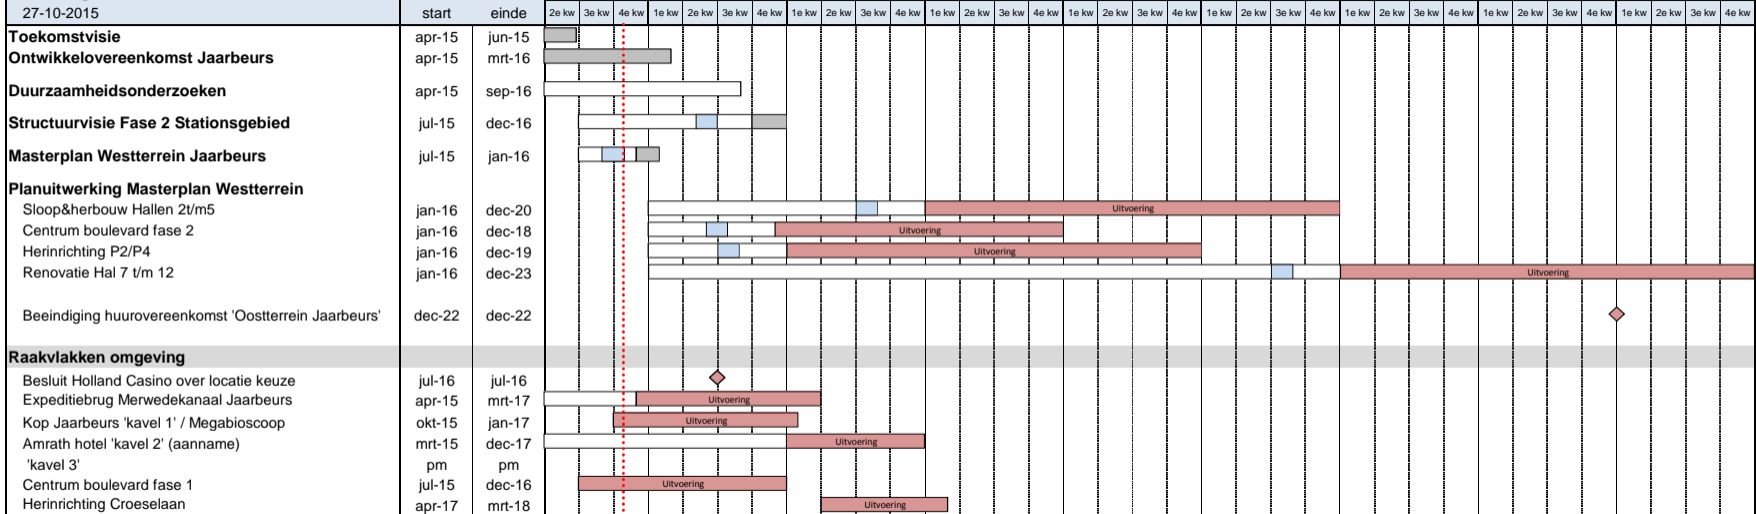 27-10-2015 start einde 2e kw 3e kw 4e kw 1e kw 2e kw 3e kw 4e kw 1e kw 2e kw 3e kw 4e kw 1e kw 2e kw 3e kw 4e kw 1e kw 2e kw 3e kw 4e kw 1e kw 2e kw 3e kw 4e kw 1e kw 2e kw 3e kw 4e kw 1e kw 2e kw 3e kw 4e kw 1e kw 2e kw 3e kw 4e kw
Toekomstvisie apr-15 jun-15
Ontwikkelovereenkomst Jaarbeurs apr-15 mrt-16
Duurzaamheidsonderzoeken apr-15 sep-16
Structuurvisie Fase 2 Stationsgebied jul-15 dec-16
Masterplan Westterrein Jaarbeurs jul-15 jan-16
Planuitwerking Masterplan Westterrein
Sloop&herbouw Hallen 2t/m5 jan-16 dec-20 Uitvoering
Centrum boulevard fase 2 jan-16 dec-18 Uitvoering
Herinrichting P2/P4 jan-16 dec-19 Uitvoering
Renovatie Hal 7 t/m 12 jan-16 dec-23 Uitvoering
Beeindiging huurovereenkomst 'Oostterrein Jaarbeurs' dec-22 dec-22
Raakvlakken omgeving
Besluit Holland Casino over locatie keuze jul-16 jul-16
Expeditiebrug Merwedekanaal Jaarbeurs apr-15 mrt-17 Uitvoering
Kop Jaarbeurs 'kavel 1' / Megabioscoop okt-15 jan-17 Uitvoering
Amrath hotel 'kavel 2' (aanname) mrt-15 dec-17 Uitvoering
'kavel 3' pm pm
Centrum boulevard fase 1 jul-15 dec-16 Uitvoering
Herinrichting Croeselaan apr-17 mrt-18 Uitvoering